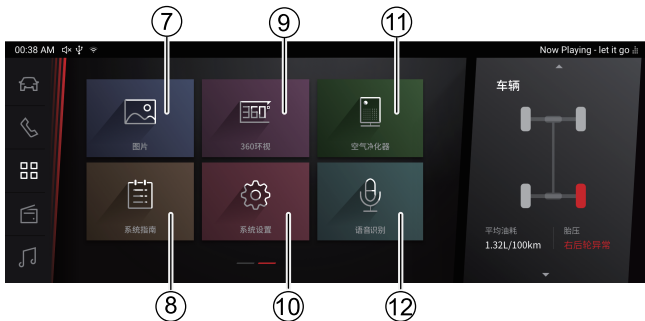 ⑦ ⑨ ⑪
00:38 AM
Now Playing - let it go
车辆
图片
360°
360环视
空气净化器
系统指南
系统设置
语音识别
平均油耗 胎压
1.32L/100km 右后轮异常
⑧ ⑩ ⑫